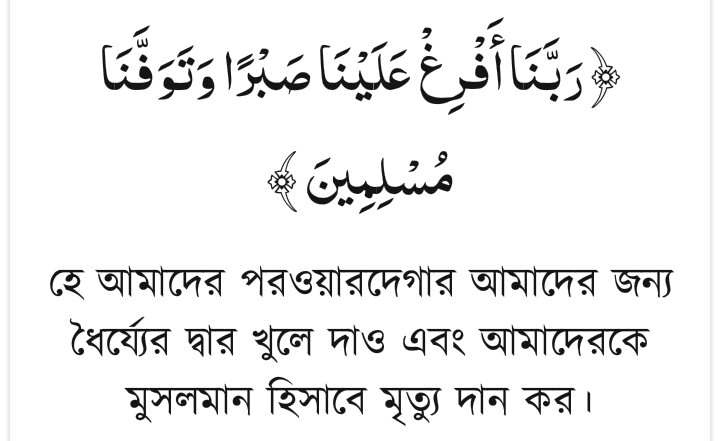 ﴿ رَبَّنَا أَفْرِغْ عَلَيْنَا صَبْرًا وَتَوَفَّنَا
مُسْلِمِينَ ﴾
হে আমাদের পরওয়ারদেগার আমাদের জন্য
ধৈর্য্যের দ্বার খুলে দাও এবং আমাদেরকে
মুসলমান হিসাবে মৃত্যু দান কর।